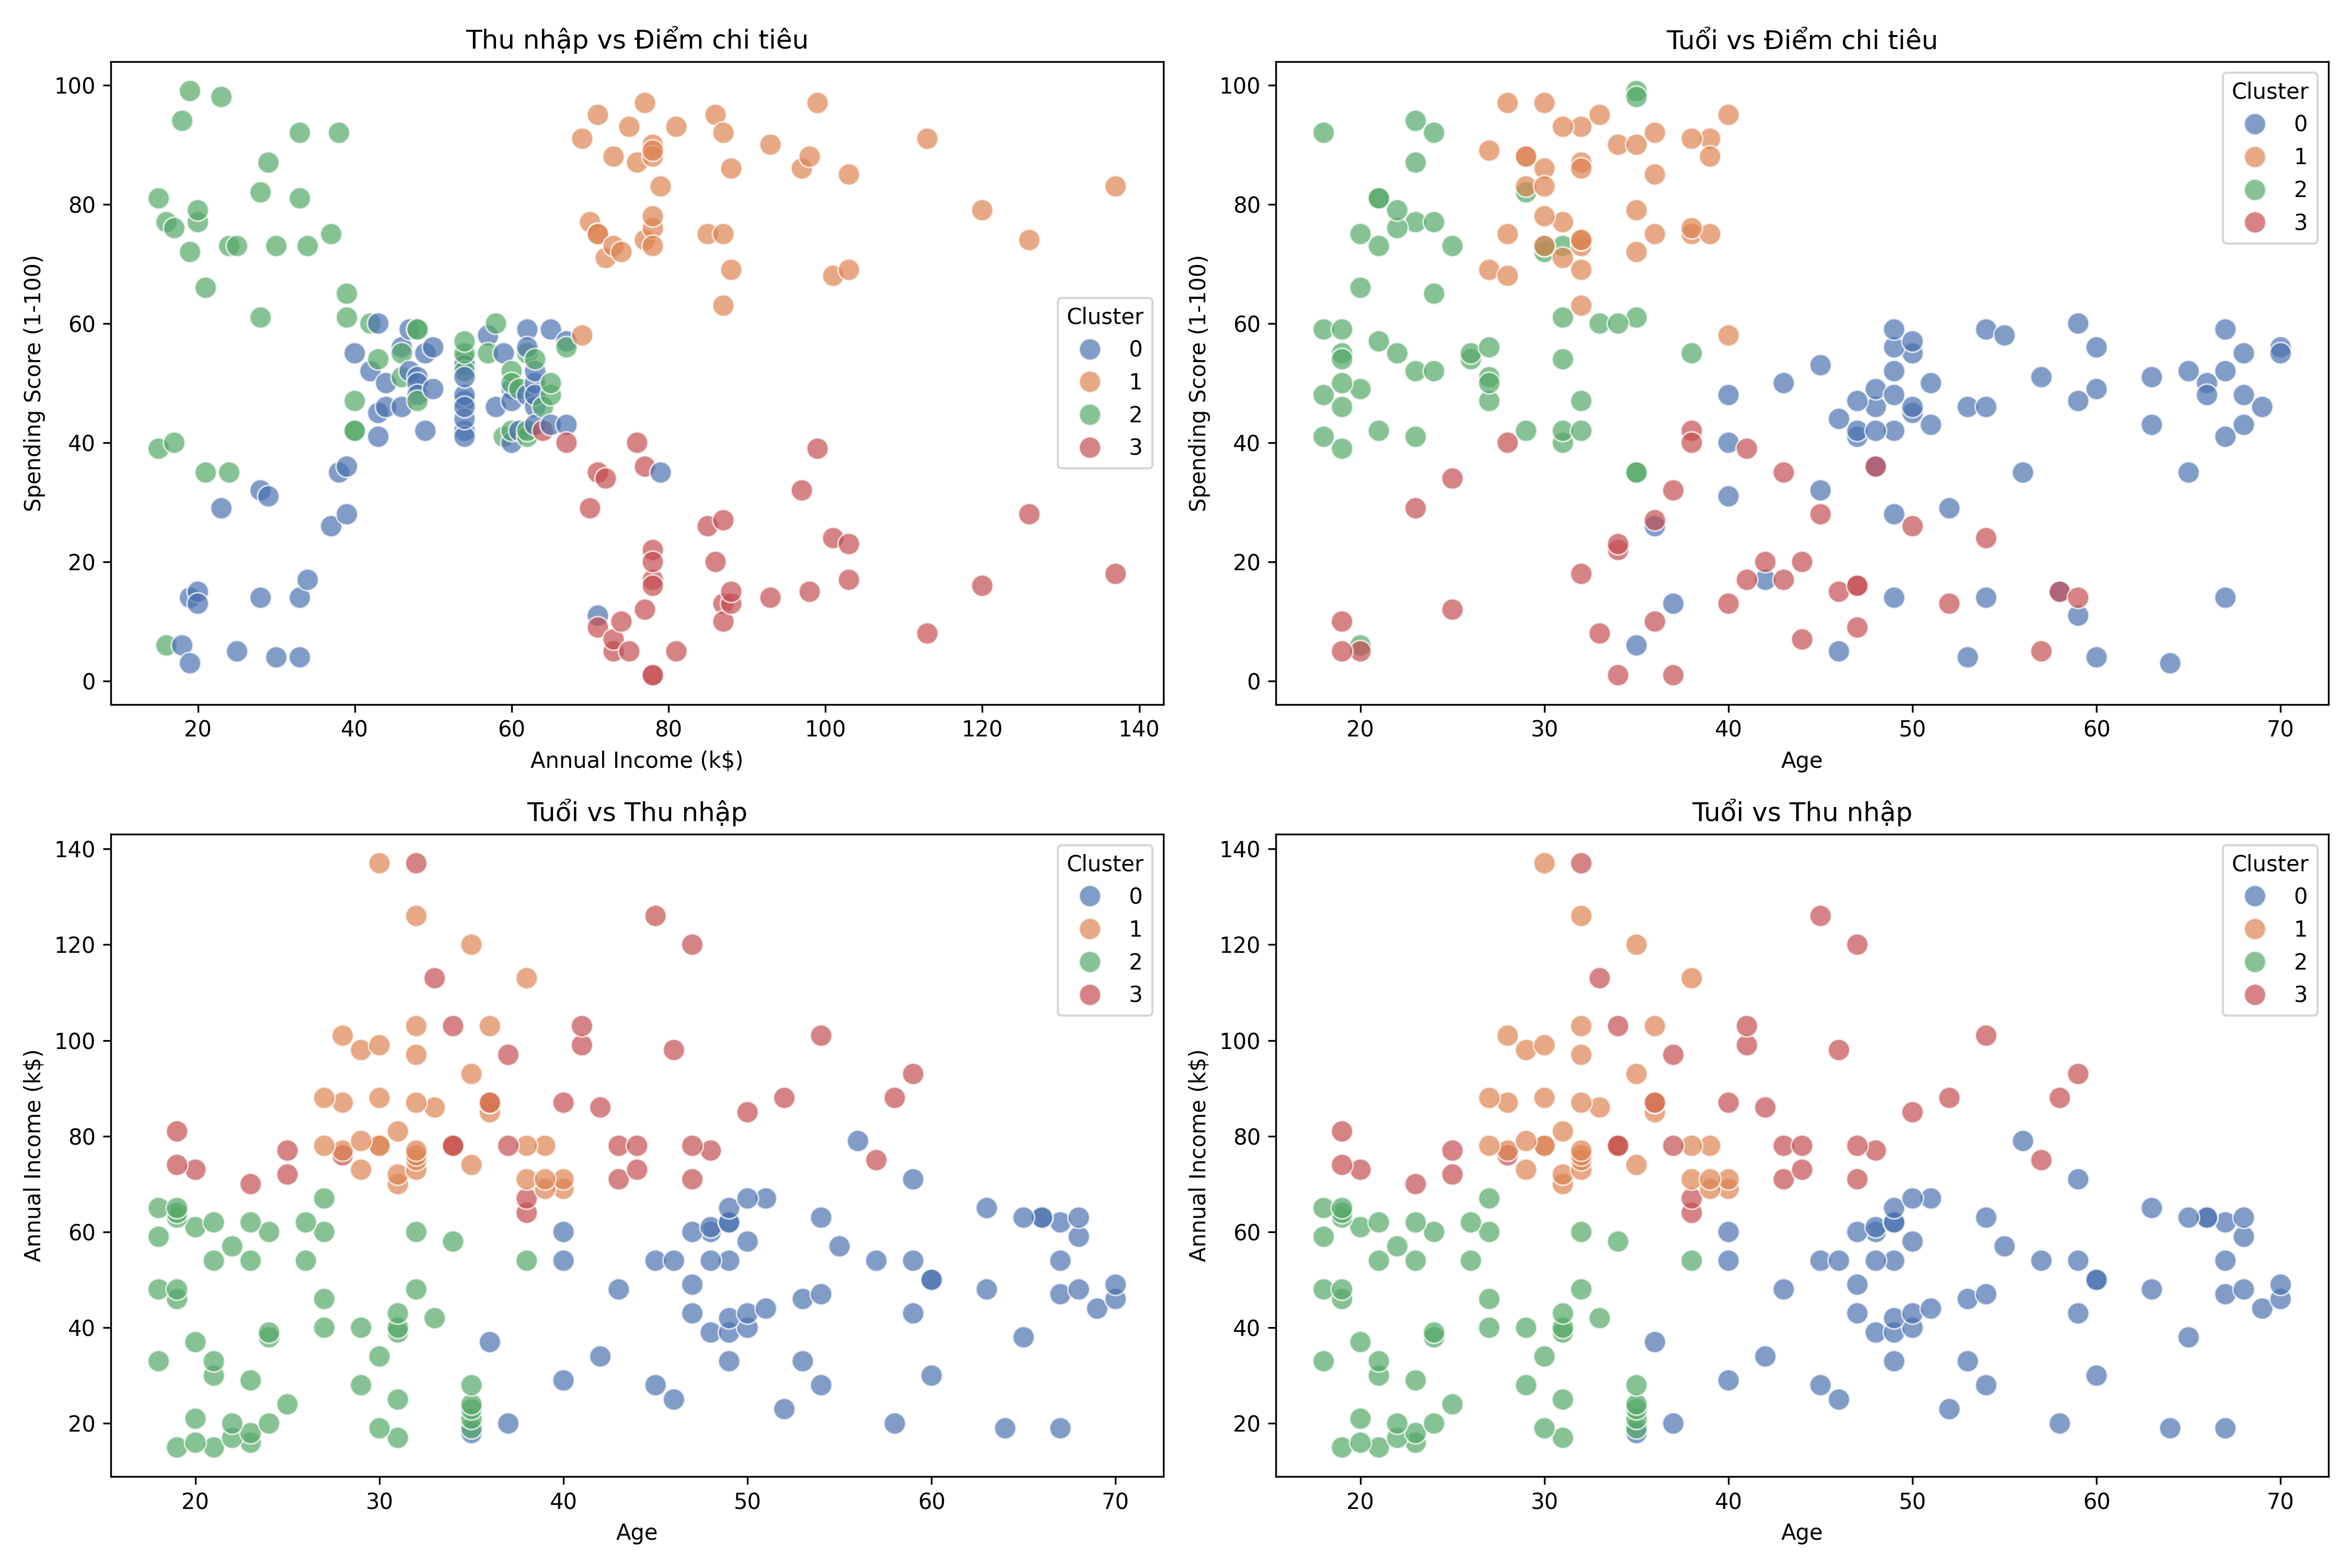 Thu nhập vs Điểm chi tiêu
Spending Score (1-100)
100
80
60
40
20
0
Cluster
0
1
2
3
20 40 60 80 100 120 140
Annual Income (k$)
Tuổi vs Điểm chi tiêu
Spending Score (1-100)
100
80
60
40
20
0
Cluster
0
1
2
3
20 30 40 50 60 70
Age
Tuổi vs Thu nhập
Annual Income (k$)
140
120
100
80
60
40
20
Cluster
0
1
2
3
20 30 40 50 60 70
Age
Tuổi vs Thu nhập
Annual Income (k$)
140
120
100
80
60
40
20
Cluster
0
1
2
3
20 30 40 50 60 70
Age